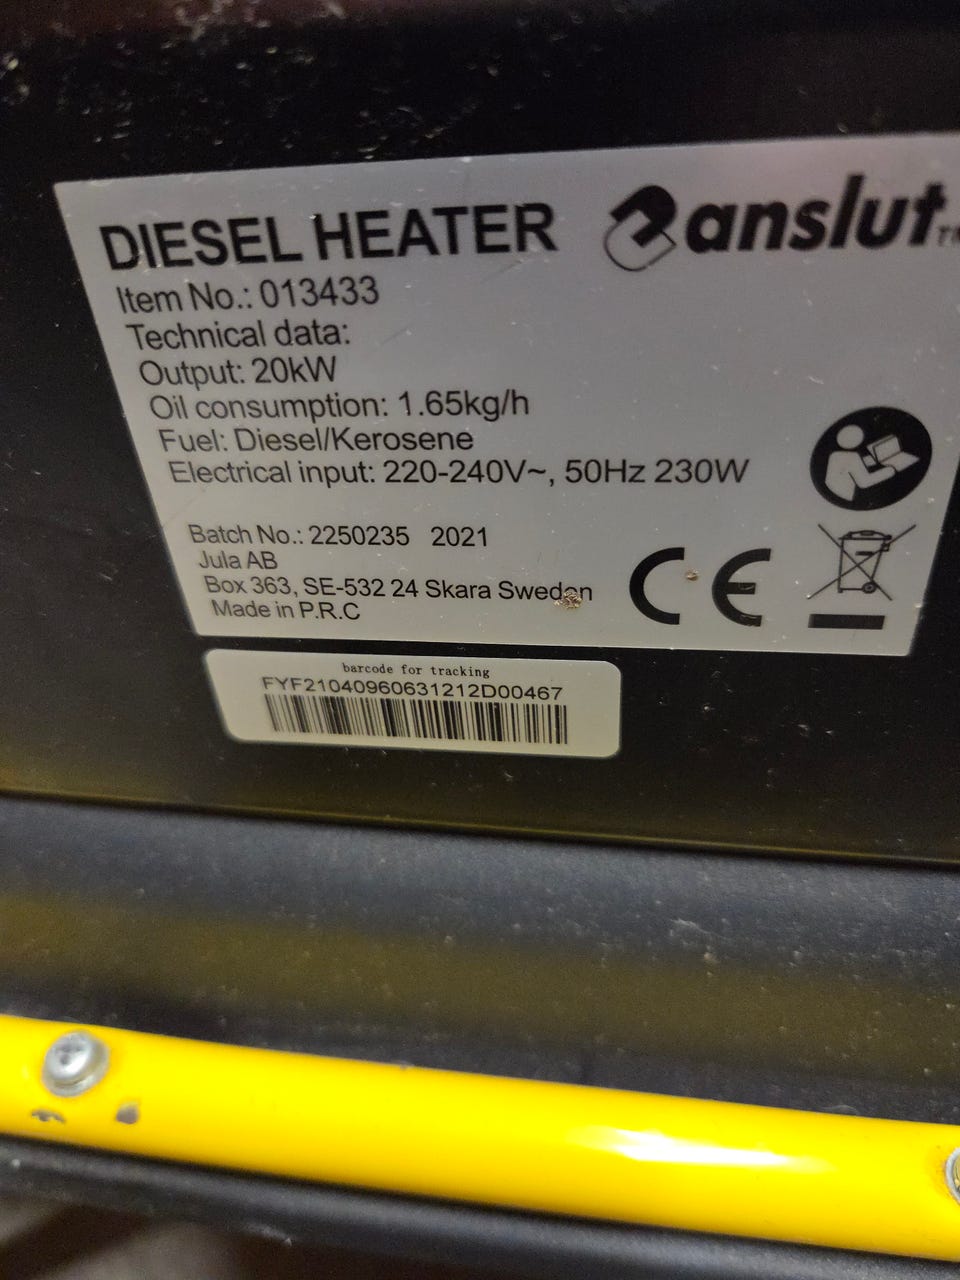 DIESEL HEATER
anslut
Item No.: 013433
Technical data:
Output: 20kW
Oil consumption: 1.65kg/h
Fuel: Diesel/Kerosene
Electrical input: 220-240V~, 50Hz 230W
Batch No.: 2250235 2021
Jula AB
Box 363, SE-532 24 Skara Sweden
Made in P.R.C
CE
barcode for tracking
FYF21040960631212D00467